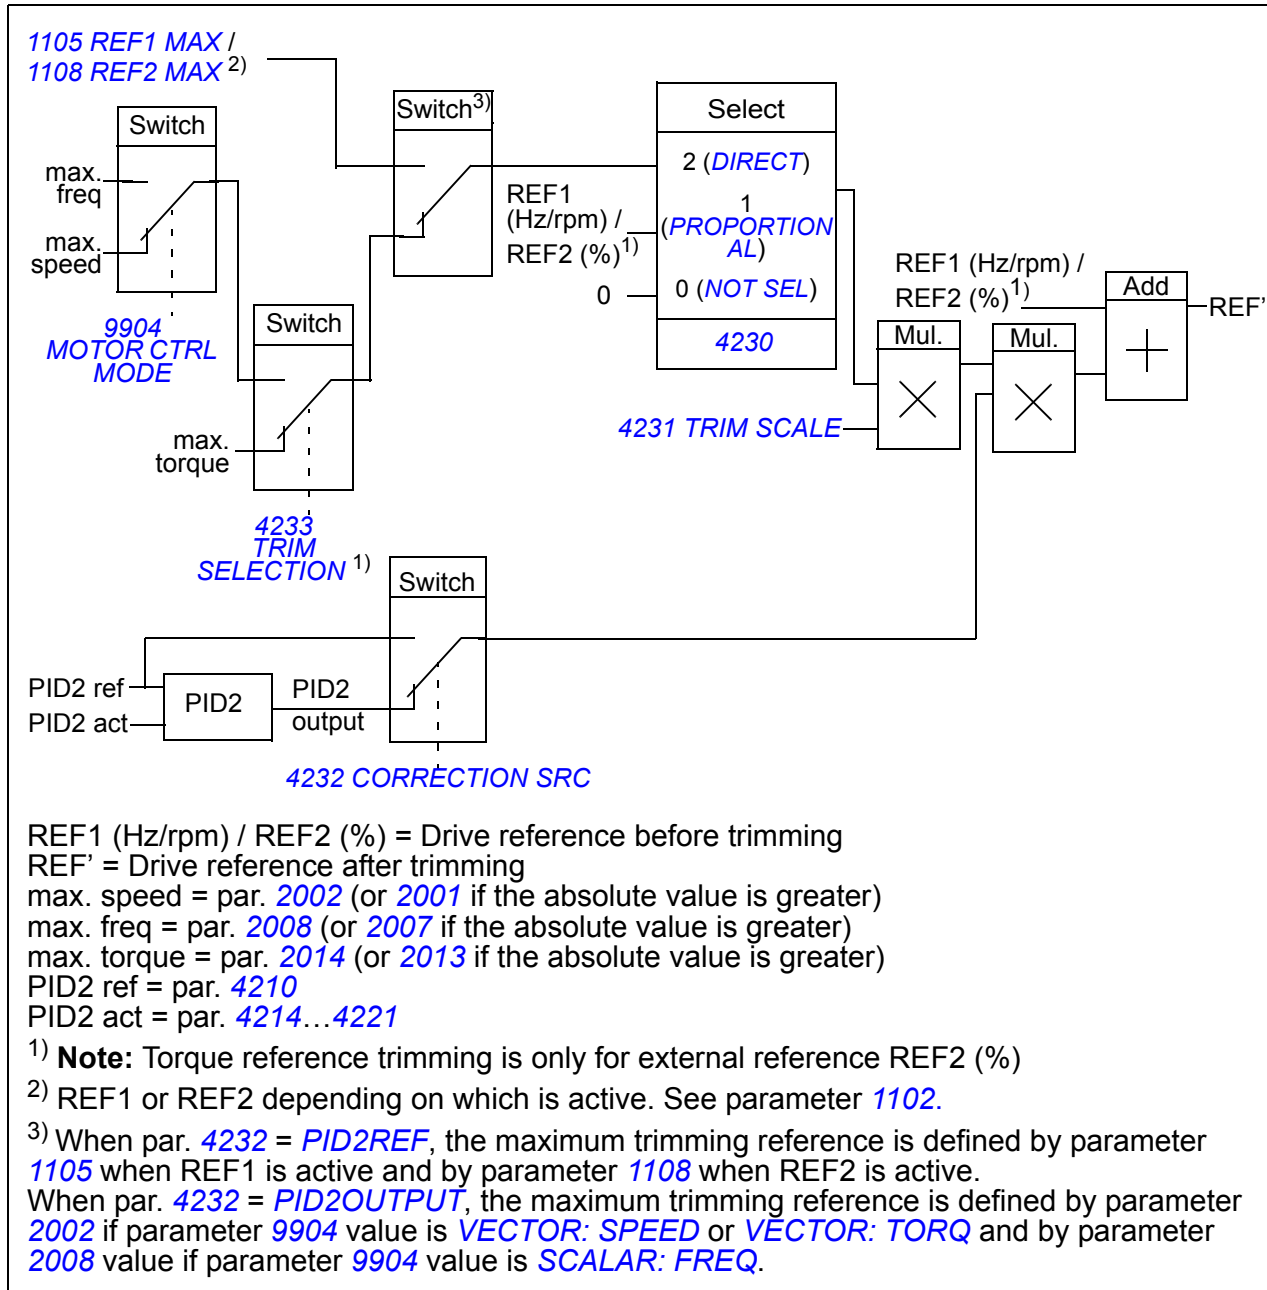 1105 REF1 MAX /
1108 REF2 MAX 2)
Switch
max.
freq
max.
speed
9904
MOTOR CTRL
MODE
Switch
max.
torque
4233
TRIM
SELECTION 1)
Switch3)
REF1
(Hz/rpm) /
REF2 (%)1)
0
Select
2 (DIRECT)
1
(PROPORTION
AL)
0 (NOT SEL)
4230
4231 TRIM SCALE
Mul.
REF1 (Hz/rpm) /
REF2 (%)1)
Mul.
Add
REF’
Switch
PID2 ref
PID2 act
PID2
PID2
output
4232 CORRECTION SRC
REF1 (Hz/rpm) / REF2 (%) = Drive reference before trimming
REF’ = Drive reference after trimming
max. speed = par. 2002 (or 2001 if the absolute value is greater)
max. freq = par. 2008 (or 2007 if the absolute value is greater)
max. torque = par. 2014 (or 2013 if the absolute value is greater)
PID2 ref = par. 4210
PID2 act = par. 4214…4221
1) Note: Torque reference trimming is only for external reference REF2 (%)
2) REF1 or REF2 depending on which is active. See parameter 1102.
3) When par. 4232 = PID2REF, the maximum trimming reference is defined by parameter
1105 when REF1 is active and by parameter 1108 when REF2 is active.
When par. 4232 = PID2OUTPUT, the maximum trimming reference is defined by parameter
2002 if parameter 9904 value is VECTOR: SPEED or VECTOR: TORQ and by parameter
2008 value if parameter 9904 value is SCALAR: FREQ.